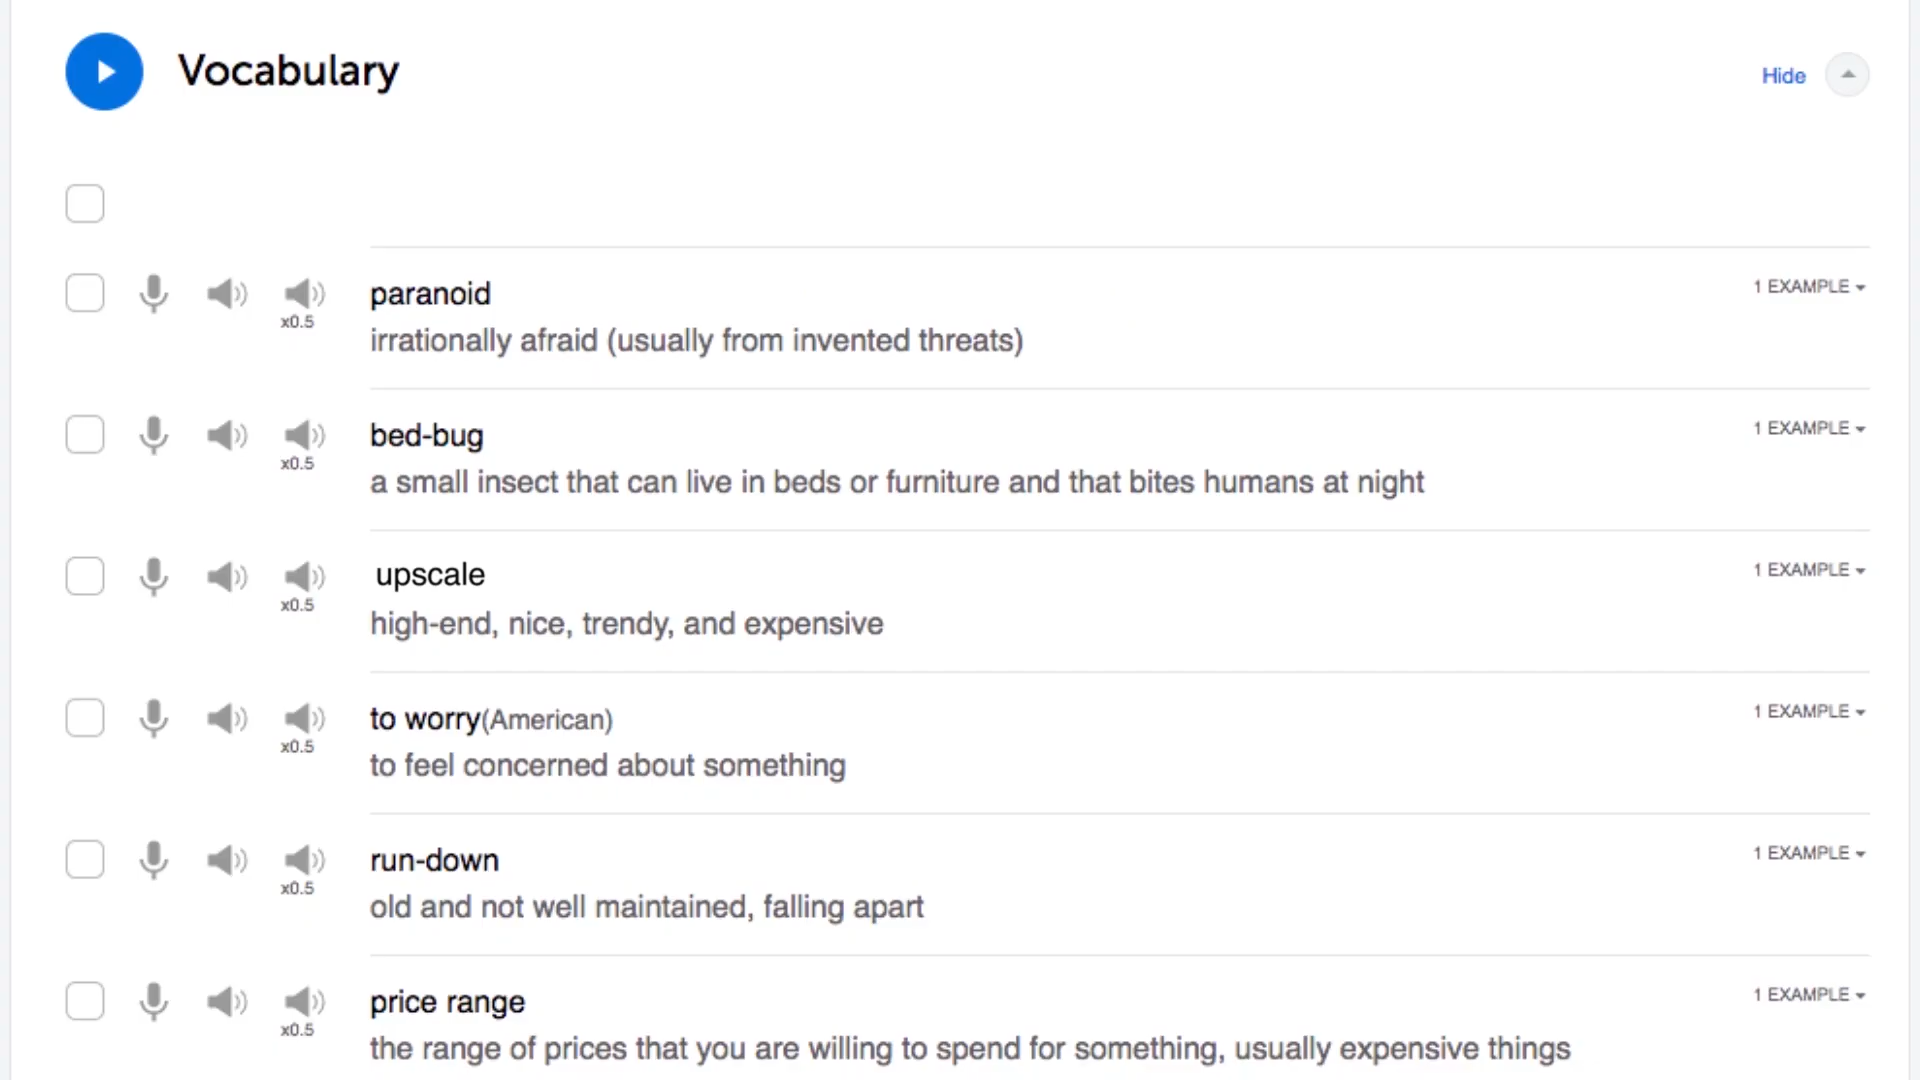 Vocabulary
Hide
paranoid
1 EXAMPLE
x0.5
irrationally afraid (usually from invented threats)
bed-bug
1 EXAMPLE
x0.5
a small insect that can live in beds or furniture and that bites humans at night
upscale
1 EXAMPLE
x0.5
high-end, nice, trendy, and expensive
to worry(American)
1 EXAMPLE
x0.5
to feel concerned about something
run-down
1 EXAMPLE
x0.5
old and not well maintained, falling apart
price range
1 EXAMPLE
x0.5
the range of prices that you are willing to spend for something, usually expensive things